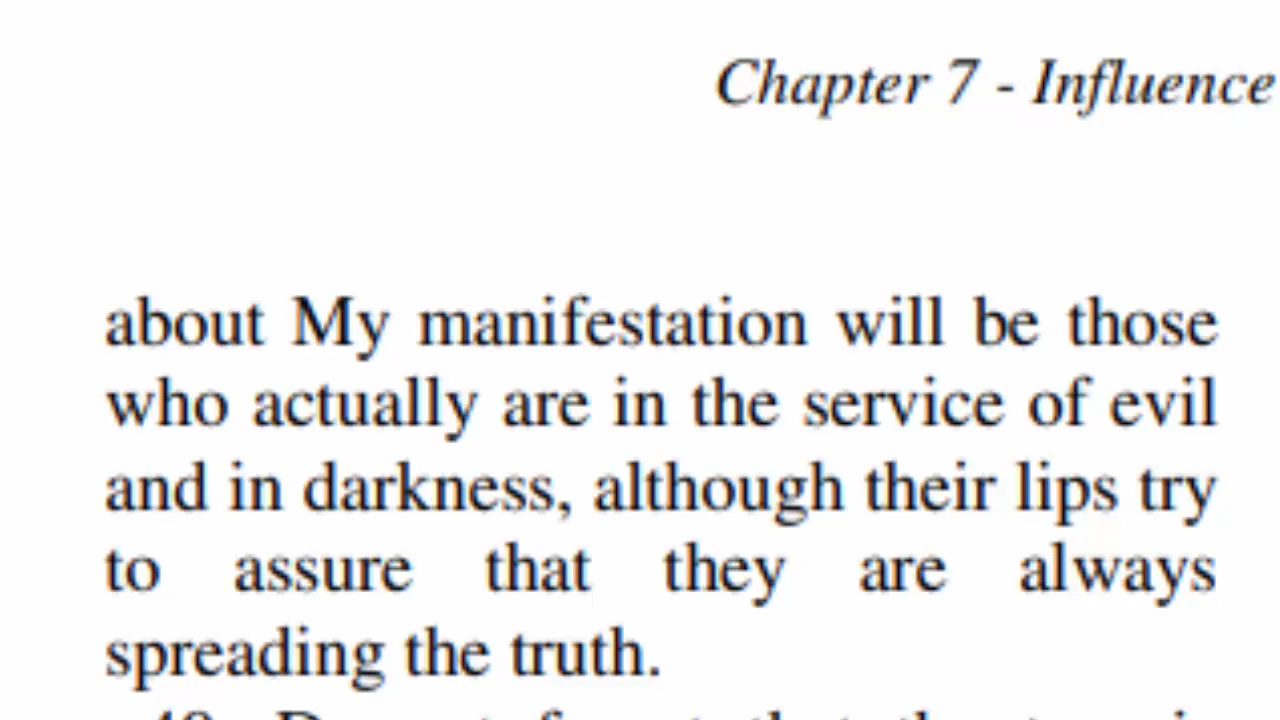 Chapter 7 - Influence
about My manifestation will be those
who actually are in the service of evil
and in darkness, although their lips try
to assure that they are always
spreading the truth.